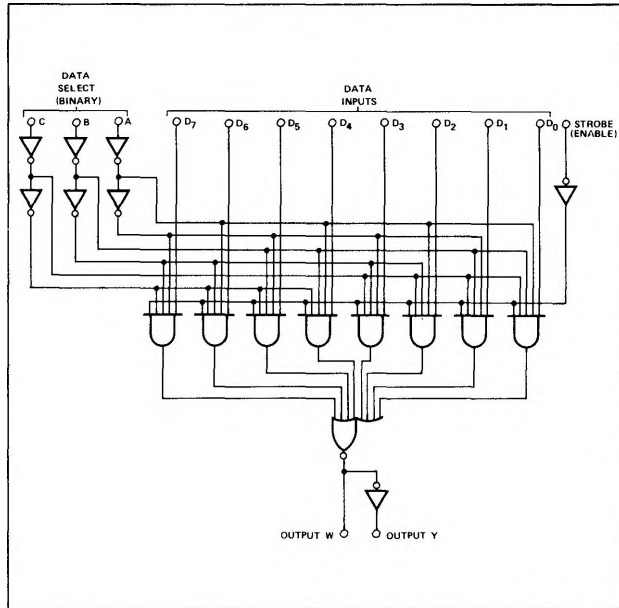 DATA
SELECT
(BINARY)
DATA
INPUTS
C
B
A
D7
D6
D5
D4
D3
D2
D1
D0
STROBE
(ENABLE)
OUTPUT W
OUTPUT Y